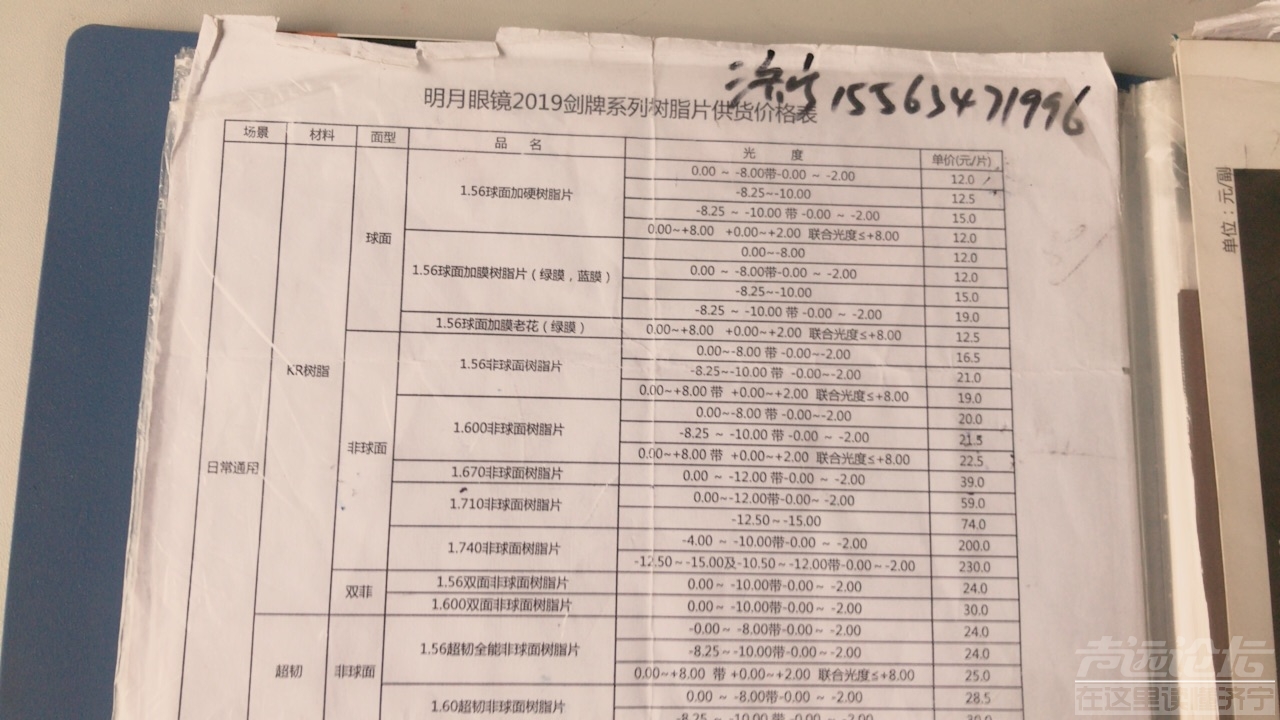 济宁 15563471996
明月眼镜2019剑牌系列树脂片供货价格表
场景 材料 面型 品 名 光 度 单价(元/片)
日常通用 KR树脂 球面 1.56球面加硬树脂片 0.00 ~ -8.00带-0.00 ~ -2.00 12.0
-8.25~-10.00 12.5
-8.25 ~ -10.00 带 -0.00 ~ -2.00 15.0
0.00~+8.00 +0.00~+2.00 联合光度≤+8.00 12.0
1.56球面加膜树脂片（绿膜，蓝膜） 0.00~-8.00 12.0
0.00 ~ -8.00带-0.00 ~ -2.00 12.0
-8.25~-10.00 15.0
-8.25 ~ -10.00 带 -0.00 ~ -2.00 19.0
1.56球面加膜老花（绿膜） 0.00~+8.00 +0.00~+2.00 联合光度≤+8.00 12.5
非球面 1.56非球面树脂片 0.00~-8.00 带 -0.00~-2.00 16.5
-8.25~-10.00 带 -0.00~-2.00 21.0
0.00~+8.00 带 +0.00~+2.00 联合光度≤+8.00 19.0
1.600非球面树脂片 0.00~-8.00 带 -0.00~-2.00 20.0
-8.25 ~ -10.00 带 -0.00 ~ -2.00 21.5
0.00~+8.00 带 +0.00~+2.00 联合光度≤+8.00 22.5
1.670非球面树脂片 0.00 ~ -12.00 带-0.00 ~ -2.00 39.0
1.710非球面树脂片 0.00~-12.00带-0.00~ -2.00 59.0
-12.50~-15.00 74.0
1.740非球面树脂片 -4.00 ~ -10.00带-0.00 ~ -2.00 200.0
-12.50~-15.00及-10.50~-12.00带-0.00~-2.00 230.0
双菲 1.56双面非球面树脂片 0.00 ~ -10.00带-0.00 ~ -2.00 24.0
1.600双面非球面树脂片 0.00 ~ -10.00带-0.00 ~ -2.00 30.0
超韧 非球面 1.56超韧全能非球面树脂片 -0.00 ~ -8.00带-0.00 ~ -2.00 24.0
-8.25~ -10.00带-0.00 ~ -2.00 24.0
0.00~+8.00 带 +0.00~+2.00 联合光度≤+8.00 25.0
1.60超韧非球面树脂片 0.00 ~ -8.00带-0.00 ~ -2.00 28.5
-8.25 ~ -10.00 带 -0.00 ~ -2.00 30.0
单位：元/副
声远论坛
在这里读懂济宁